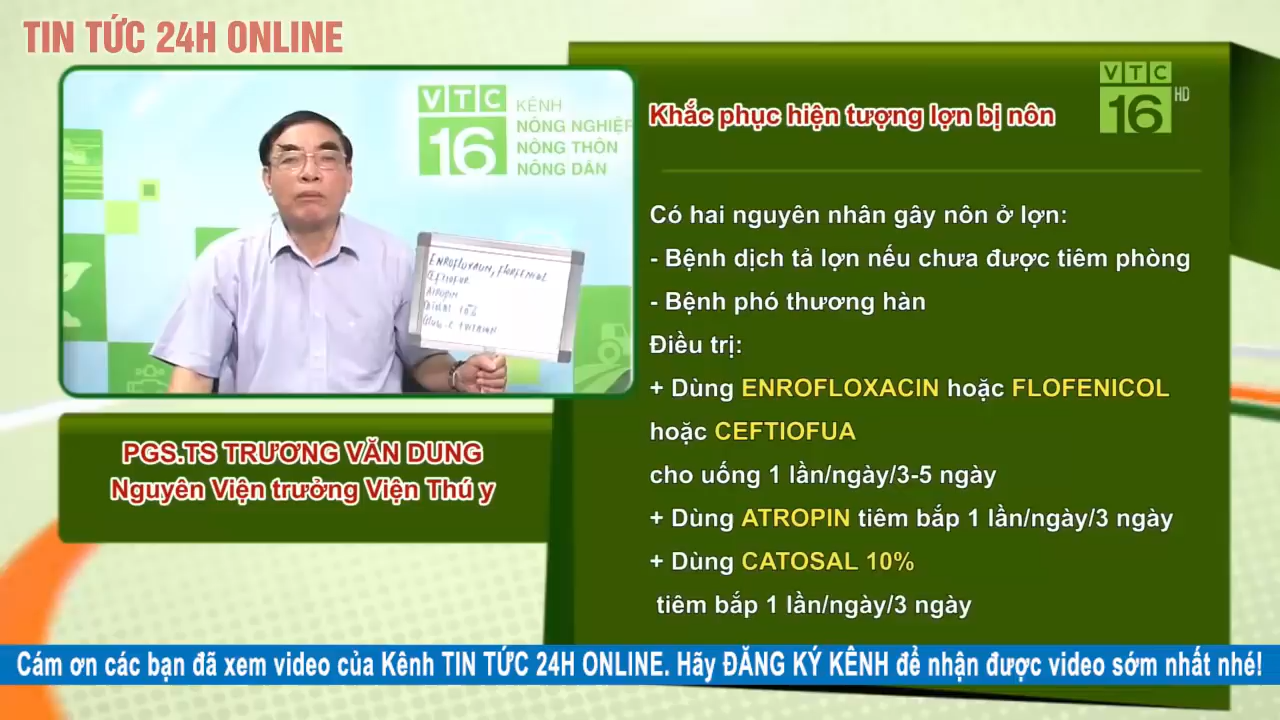 TIN TỨC 24H ONLINE
VTC
16
KÊNH
NÔNG NGHIỆP
NÔNG THÔN
NÔNG DÂN
ENROFLOXACIN, FLOFENICOL
CEFTIOFUR
ATROPIN
VTC
16
HD
Khắc phục hiện tượng lợn bị nôn
Có hai nguyên nhân gây nôn ở lợn:
- Bệnh dịch tả lợn nếu chưa được tiêm phòng
- Bệnh phó thương hàn
Điều trị:
+ Dùng ENROFLOXACIN hoặc FLOFENICOL
hoặc CEFTIOFUA
cho uống 1 lần/ngày/3-5 ngày
+ Dùng ATROPIN tiêm bắp 1 lần/ngày/3 ngày
+ Dùng CATOSAL 10%
tiêm bắp 1 lần/ngày/3 ngày
PGS.TS TRƯƠNG VĂN DUNG
Nguyên Viện trưởng Viện Thú y
Cám ơn các bạn đã xem video của Kênh TIN TỨC 24H ONLINE. Hãy ĐĂNG KÝ KÊNH để nhận được video sớm nhất nhé!